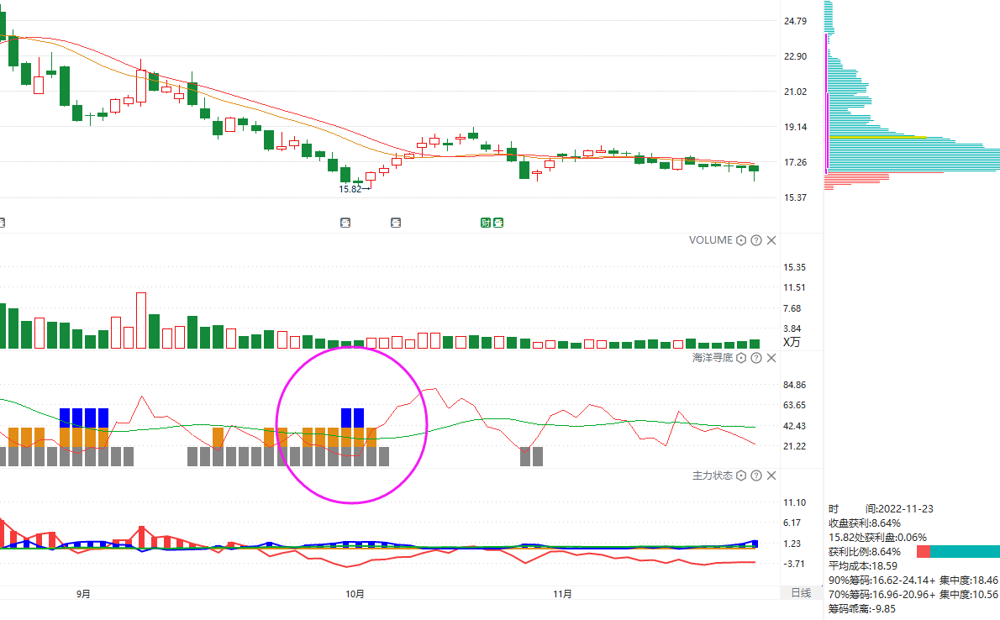 24.79
22.90
21.02
19.14
17.26
15.37
15.82
财
VOLUME
15.35
11.51
7.68
3.84
X万
海洋寻底
84.86
63.65
42.43
21.22
主力状态
11.10
6.17
1.23
-3.71
9月
10月
11月
日线
时 间:2022-11-23
收盘获利:8.64%
15.82处获利盘:0.06%
获利比例:8.64%
平均成本:18.59
90%筹码:16.62-24.14+ 集中度:18.46
70%筹码:16.96-20.96+ 集中度:10.56
筹码乖离:-9.85